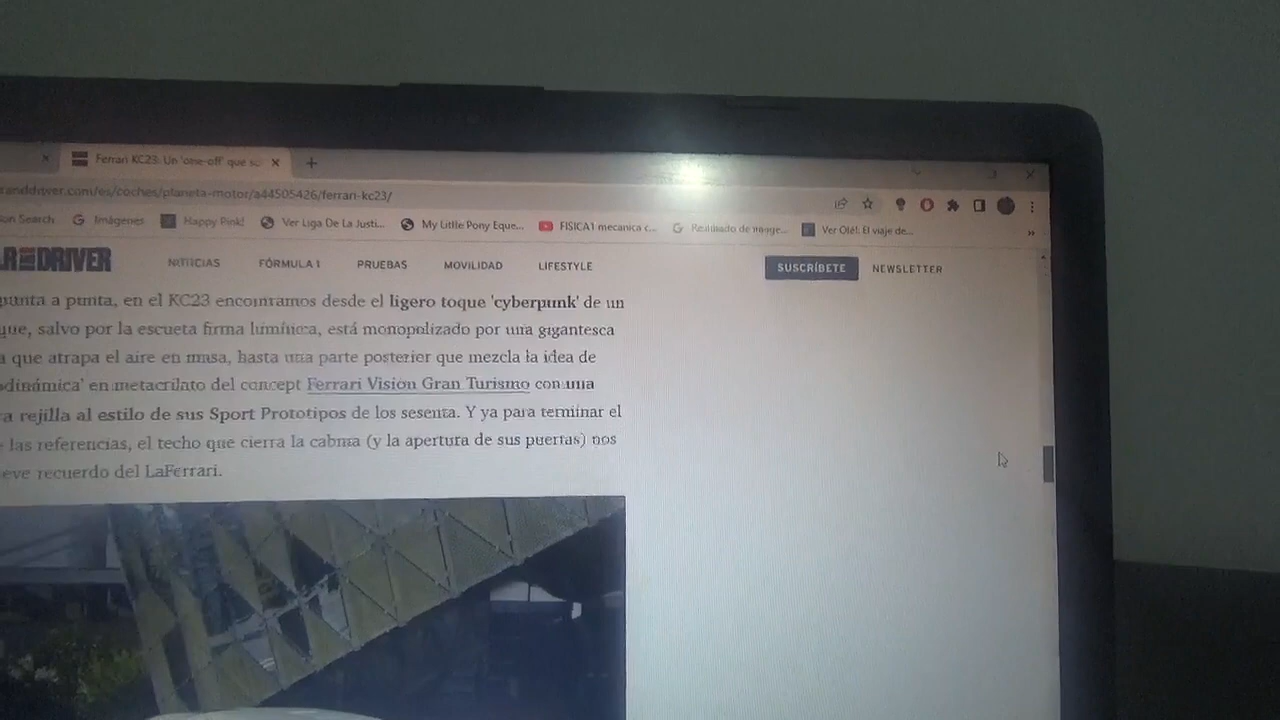 Ferrari KC23: Un 'one-off' que s
randdriver.com/es/coches/planeta-motor/a44505426/ferrari-kc23/
Search Imágenes Happy Pink! Ver Liga De La Justi... My Little Pony Eque... FISICA1 mecanica c... Resultado de image... Ver Olé!. El viaje de... »
DRIVER NOTICIAS FÓRMULA 1 PRUEBAS MOVILIDAD LIFESTYLE SUSCRÍBETE NEWSLETTER
punta a punta, en el KC23 encontramos desde el ligero toque 'cyberpunk' de un
que, salvo por la escueta firma lumínica, está monopolizado por una gigantesca
a que atrapa el aire en masa, hasta una parte posterior que mezcla la idea de
odinámica' en metacrilato del concept Ferrari Vision Gran Turismo con una
ra rejilla al estilo de sus Sport Prototipos de los sesenta. Y ya para terminar el
las referencias, el techo que cierra la cabina (y la apertura de sus puertas) nos
eve recuerdo del LaFerrari.